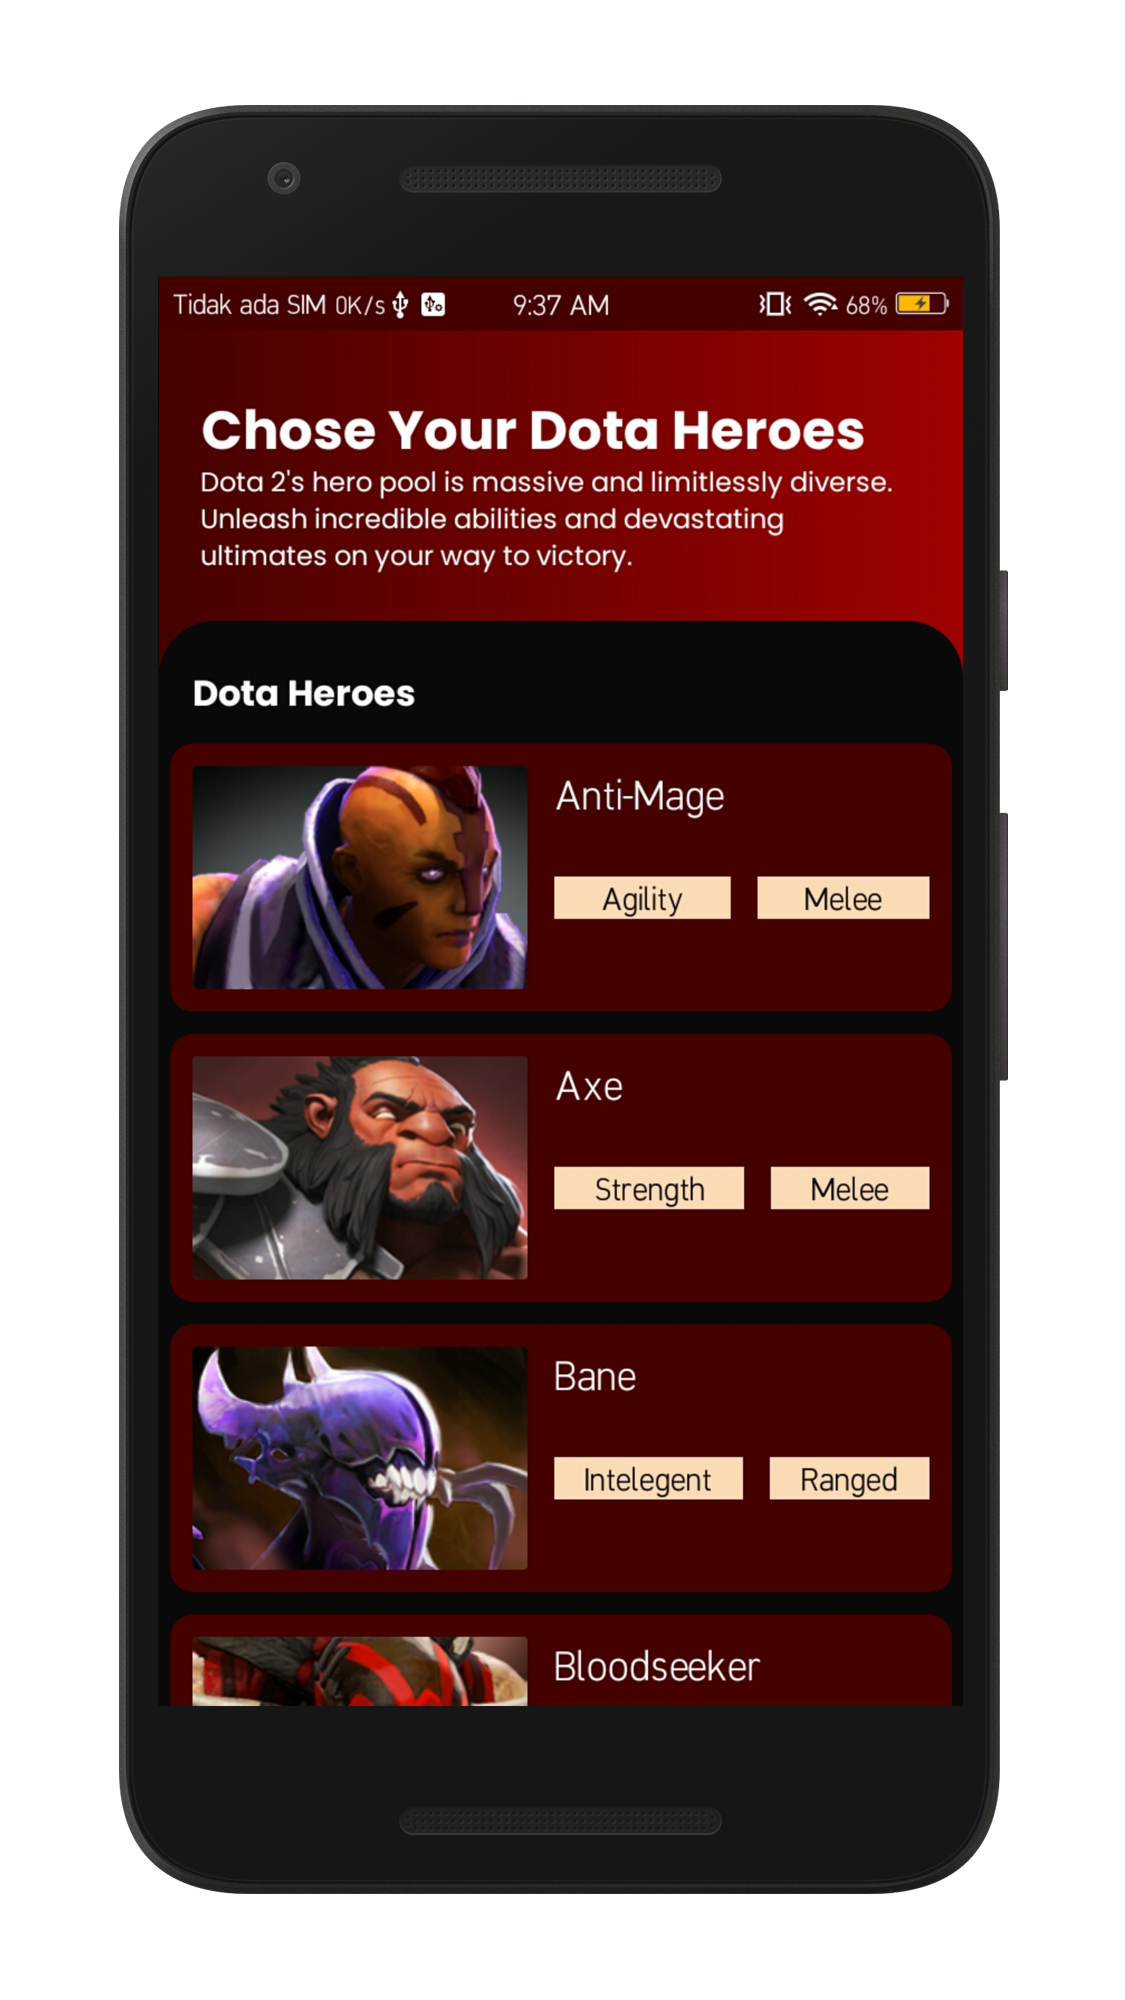 Tidak ada SIM 0K/s 9:37 AM 68%
Chose Your Dota Heroes
Dota 2's hero pool is massive and limitlessly diverse.
Unleash incredible abilities and devastating
ultimates on your way to victory.
Dota Heroes
Anti-Mage
Agility Melee
Axe
Strength Melee
Bane
Intelegent Ranged
Bloodseeker